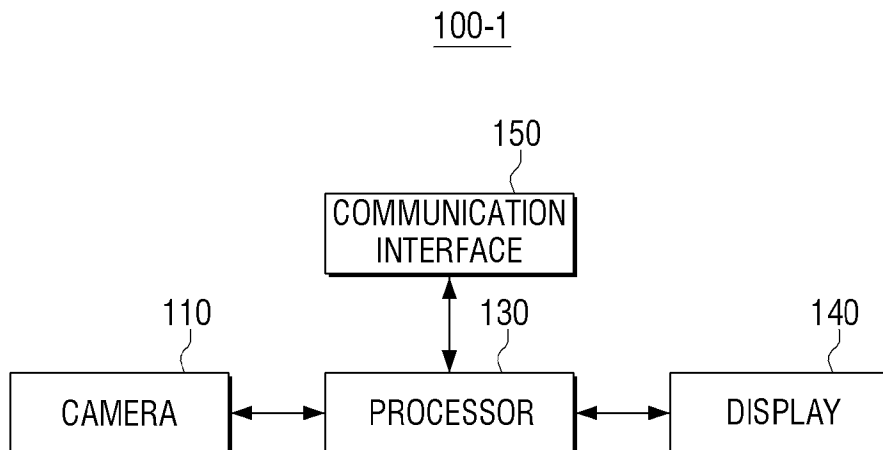 100-1
150
COMMUNICATION
INTERFACE
110
130
140
CAMERA
PROCESSOR
DISPLAY